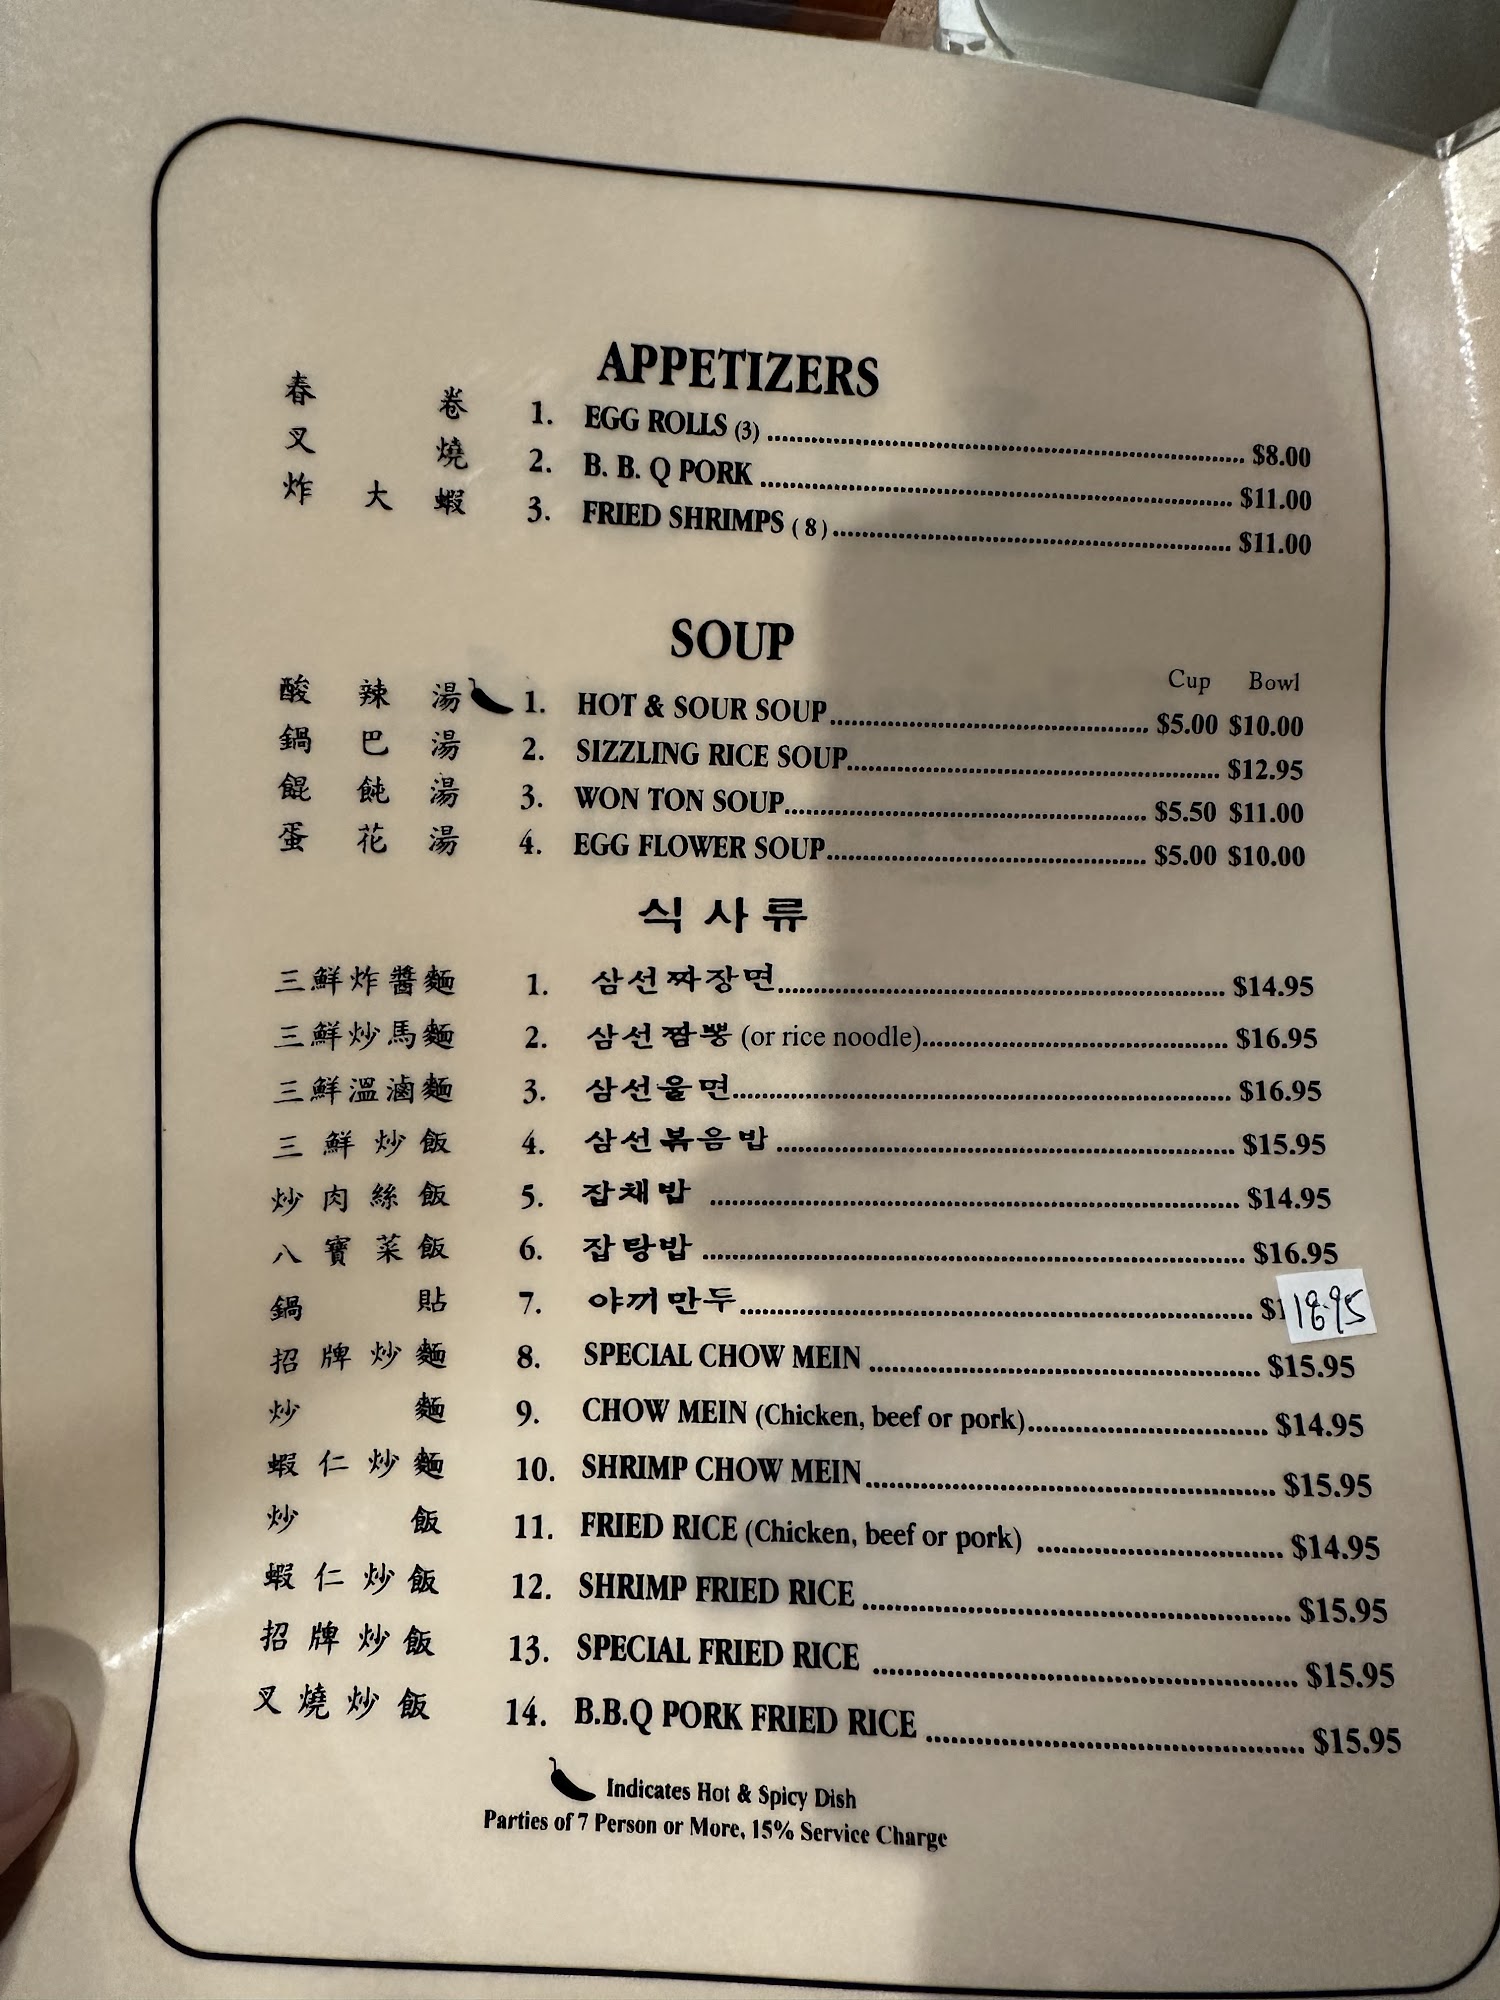 APPETIZERS
春卷 1. EGG ROLLS (3) $8.00
叉燒 2. B. B. Q PORK $11.00
炸大蝦 3. FRIED SHRIMPS (8) $11.00
SOUP
Cup Bowl
酸辣湯 1. HOT & SOUR SOUP $5.00 $10.00
鍋巴湯 2. SIZZLING RICE SOUP $12.95
餛飩湯 3. WON TON SOUP $5.50 $11.00
蛋花湯 4. EGG FLOWER SOUP $5.00 $10.00
식사류
三鮮炸醬麵 1. 삼선짜장면 $14.95
三鮮炒馬麵 2. 삼선짬뽕 (or rice noodle) $16.95
三鮮溫滷麵 3. 삼선울면 $16.95
三鮮炒飯 4. 삼선볶음밥 $15.95
炒肉絲飯 5. 잡채밥 $14.95
八寶菜飯 6. 잡탕밥 $16.95
鍋貼 7. 야끼만두 $1 18.95
招牌炒麵 8. SPECIAL CHOW MEIN $15.95
炒麵 9. CHOW MEIN (Chicken, beef or pork) $14.95
蝦仁炒麵 10. SHRIMP CHOW MEIN $15.95
炒飯 11. FRIED RICE (Chicken, beef or pork) $14.95
蝦仁炒飯 12. SHRIMP FRIED RICE $15.95
招牌炒飯 13. SPECIAL FRIED RICE $15.95
叉燒炒飯 14. B.B.Q PORK FRIED RICE $15.95
Indicates Hot & Spicy Dish
Parties of 7 Person or More, 15% Service Charge